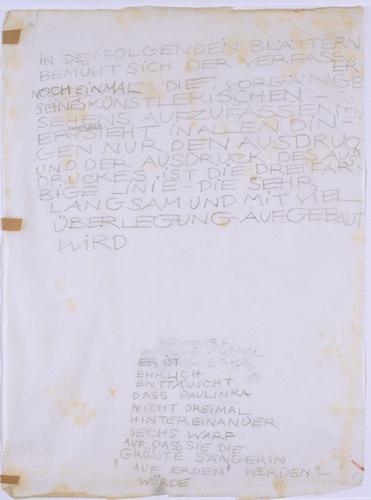 IN DEN FOLGENDEN BLÄTTERN
BEMÜHT SICH DER VERFASSER
NOCH EINMAL DIE VORGÄNGE
SEINES KÜNSTLERISCHEN
SEHENS AUFZUFASSEN
ER SIEHT IN ALLEN DIN
GEN NUR DEN AUSDRUCK
UND DER AUSDRUCK DES AUS
DRUCKES IST DIE DREIFAR-
BIGE LINIE – DIE SEHR
LANGSAM UND MIT VIEL
ÜBERLEGUNG AUFGEBAUT
WIRD
ER IST
EHRLICH
ENTTÄUSCHT
DASS PAULINKA
NICHT DREIMAL
HINTEREINANDER
SECHS WARF
AUF DASS SIE DIE
GRÖSSTE SÄNGERIN
"AUF ERDEN" WERDEN
WÜRDE